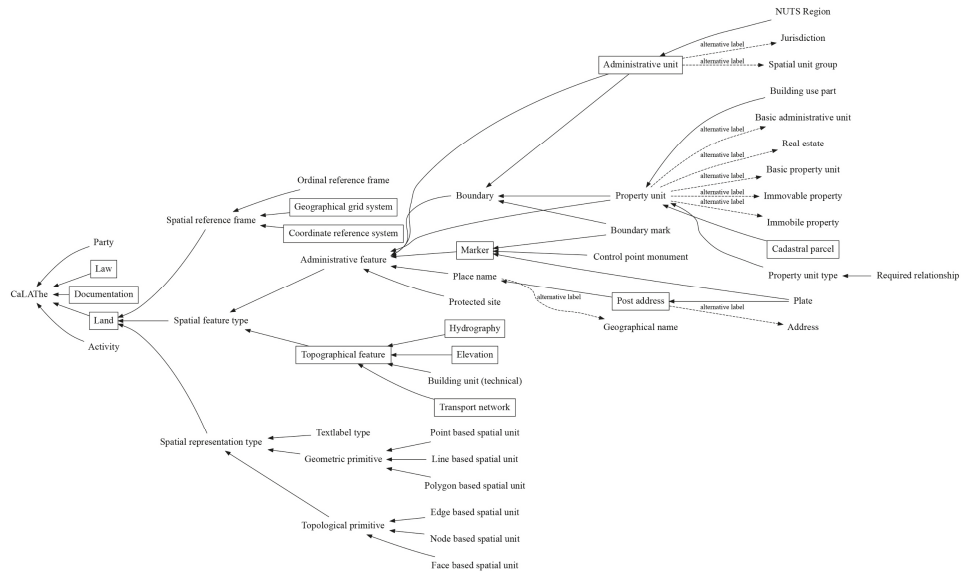 NUTS Region
Jurisdiction
alternative label
Administrative unit
alternative label
Spatial unit group
Building use part
Basic administrative unit
alternative label
Real estate
Ordinal reference frame
alternative label
Basic property unit
Geographical grid system
Boundary
Property unit
alternative label
Immovable property
Spatial reference frame
alternative label
Immobile property
Party
Coordinate reference system
Boundary mark
Law
Marker
Cadastral parcel
Administrative feature
Control point monument
CaLAThe
Documentation
Place name
Property unit type
Required relationship
Land
Protected site
alternative label
Post address
Plate
Spatial feature type
alternative label
Activity
Hydrography
Geographical name
Address
Topographical feature
Elevation
Building unit (technical)
Transport network
Textlabel type
Point based spatial unit
Spatial representation type
Geometric primitive
Line based spatial unit
Polygon based spatial unit
Edge based spatial unit
Topological primitive
Node based spatial unit
Face based spatial unit